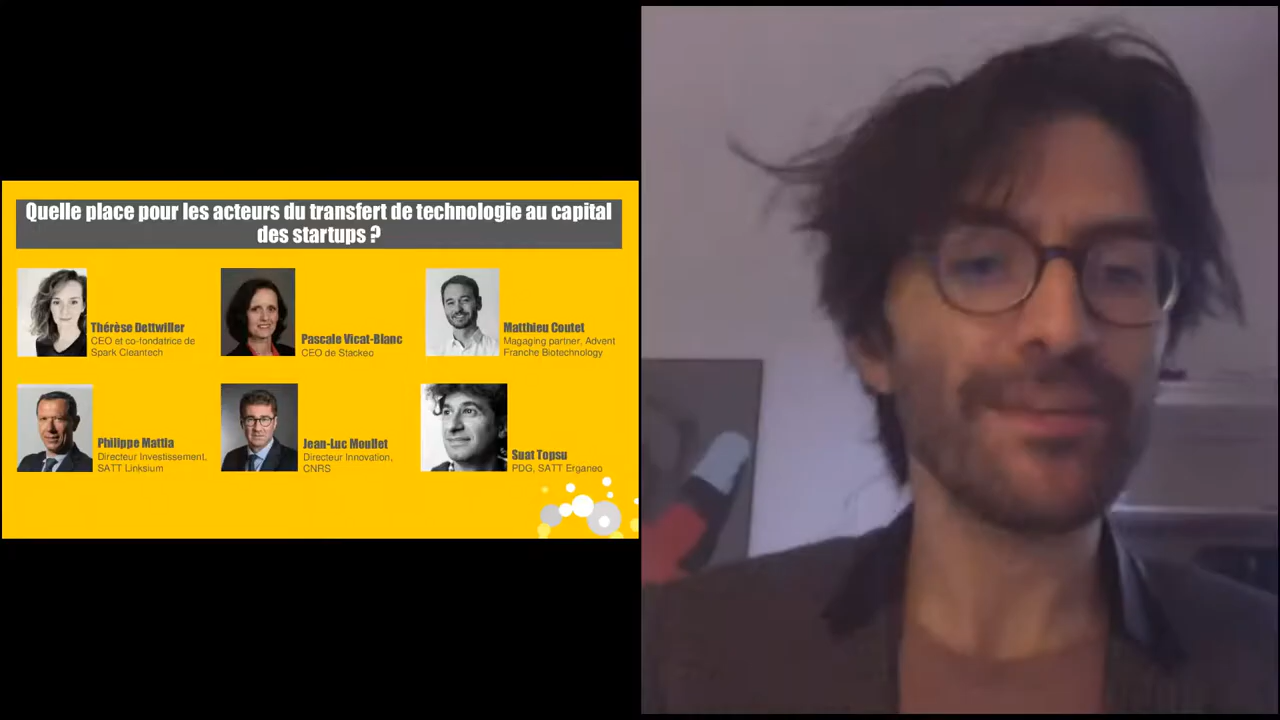 Quelle place pour les acteurs du transfert de technologie au capital
des startups ?
Thérèse Dettwiller
CEO et co-fondatrice de
Spark Cleantech
Pascale Vicat-Blanc
CEO de Stackeo
Matthieu Coutet
Magaging partner, Advent
Franche Biotechnology
Philippe Mattia
Directeur Investissement,
SATT Linksium
Jean-Luc Moullet
Directeur Innovation,
CNRS
Suat Topsu
PDG, SATT Erganeo